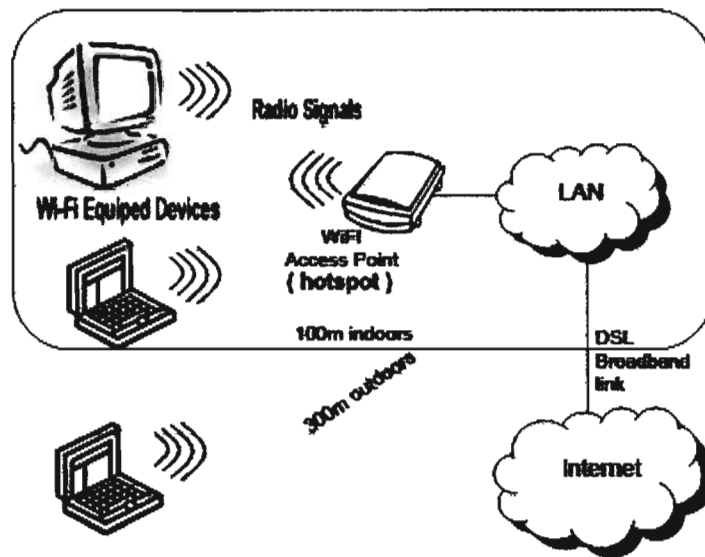 Radio Signals
Wi-Fi Equiped Devices
WiFi
Access Point
( hotspot )
LAN
100m indoors
300m outdoors
DSL
Broadband
link
Internet